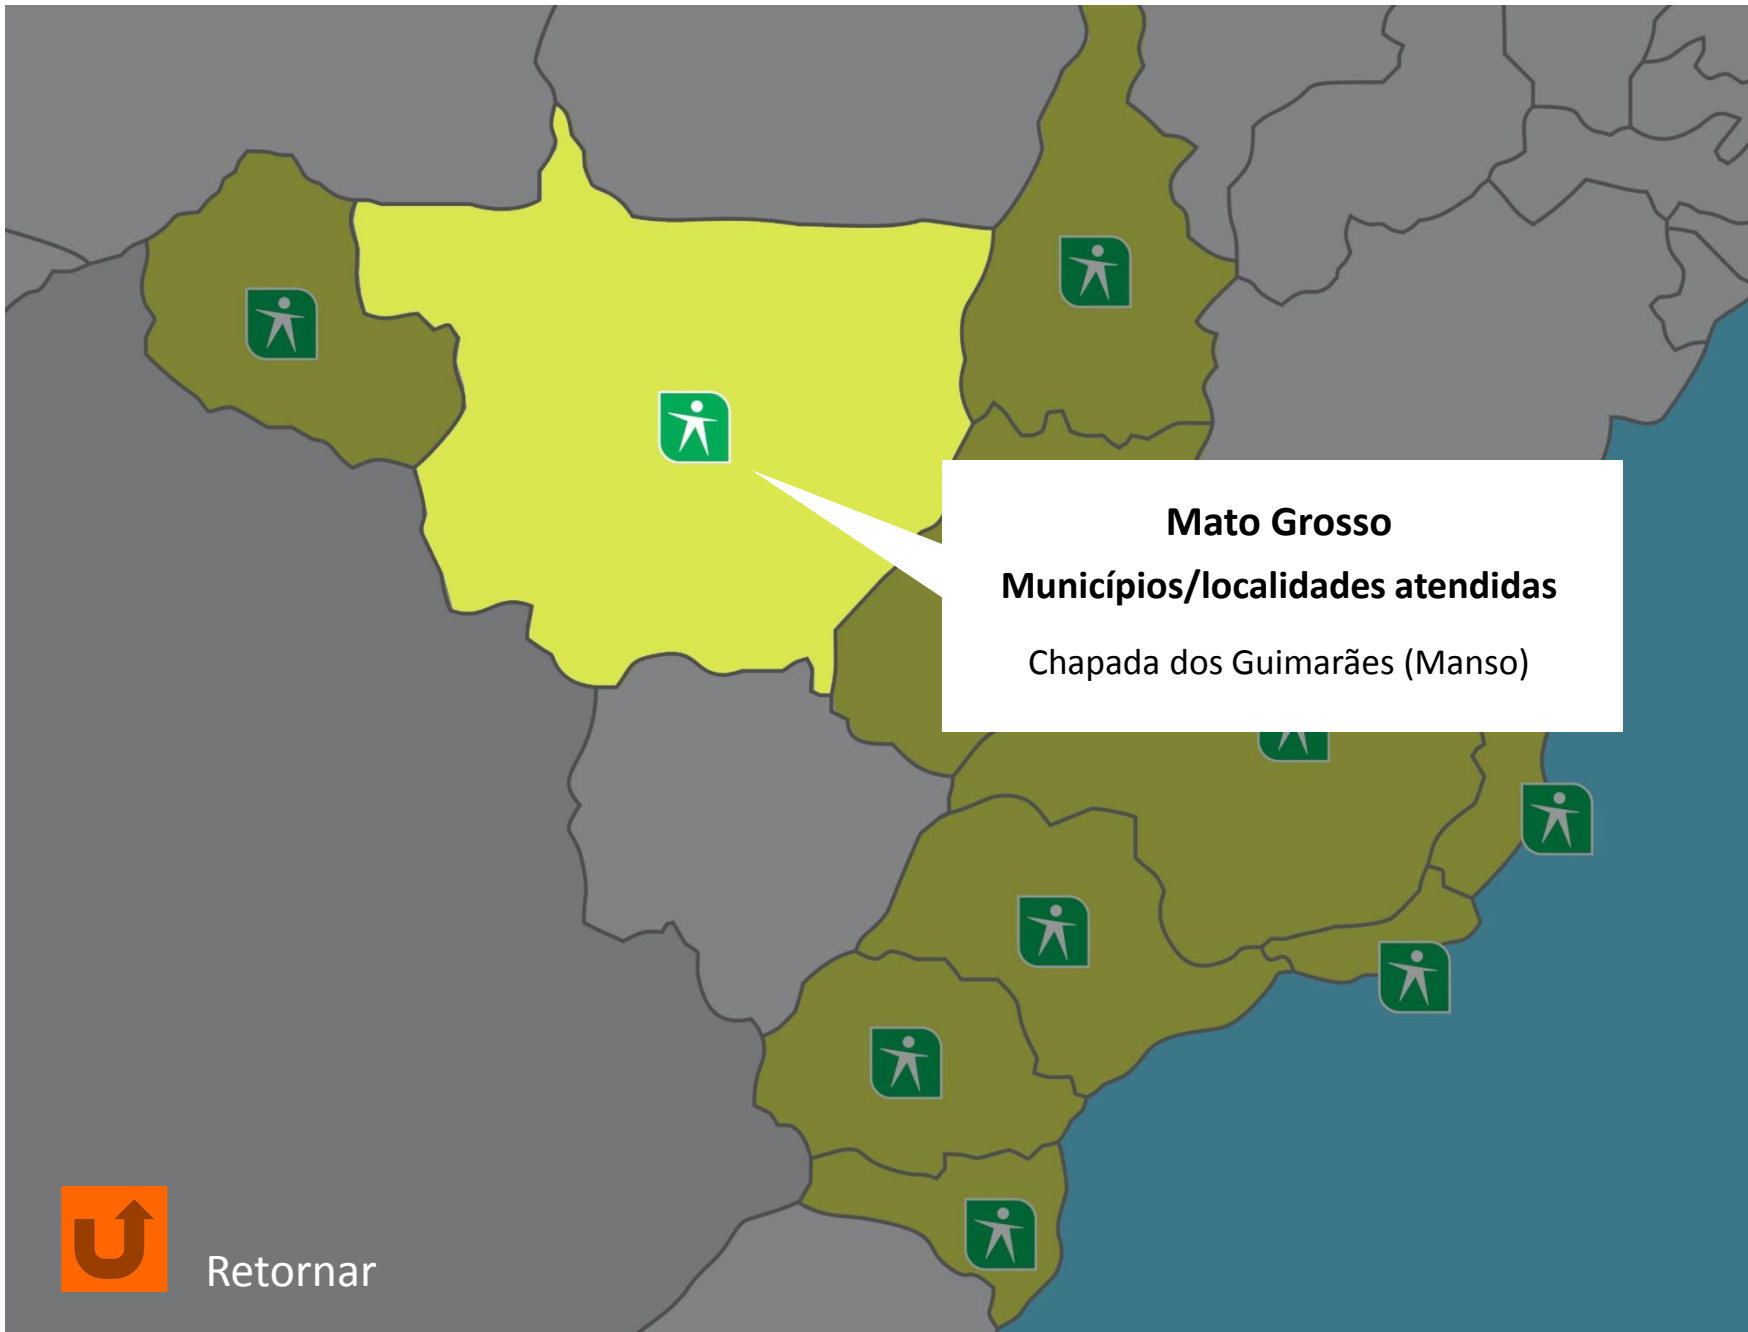 Mato Grosso
Municípios/localidades atendidas
Chapada dos Guimarães (Manso)
Retornar